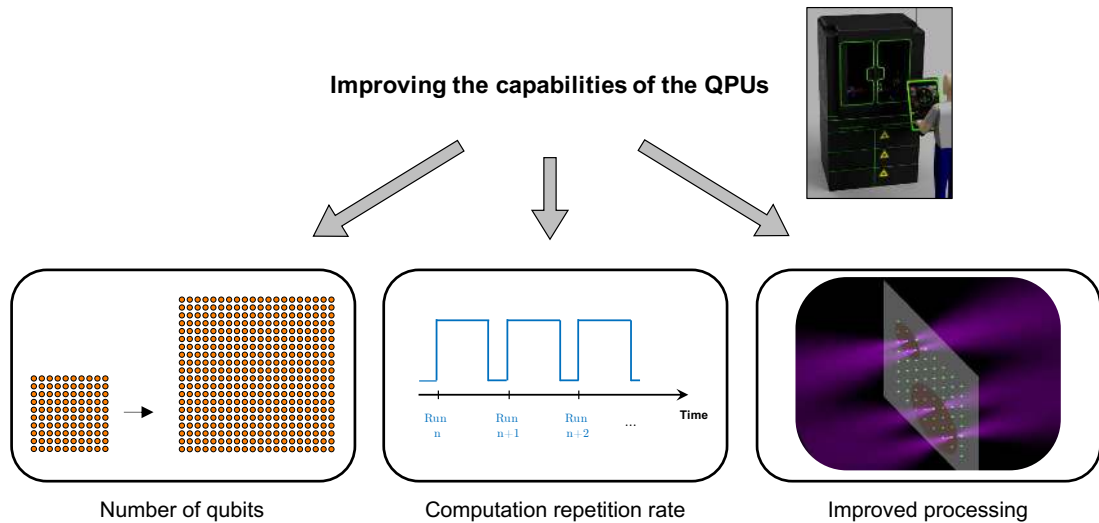 Improving the capabilities of the QPUs
Time
Run
n
Run
n+1
Run
n+2
...
Number of qubits
Computation repetition rate
Improved processing